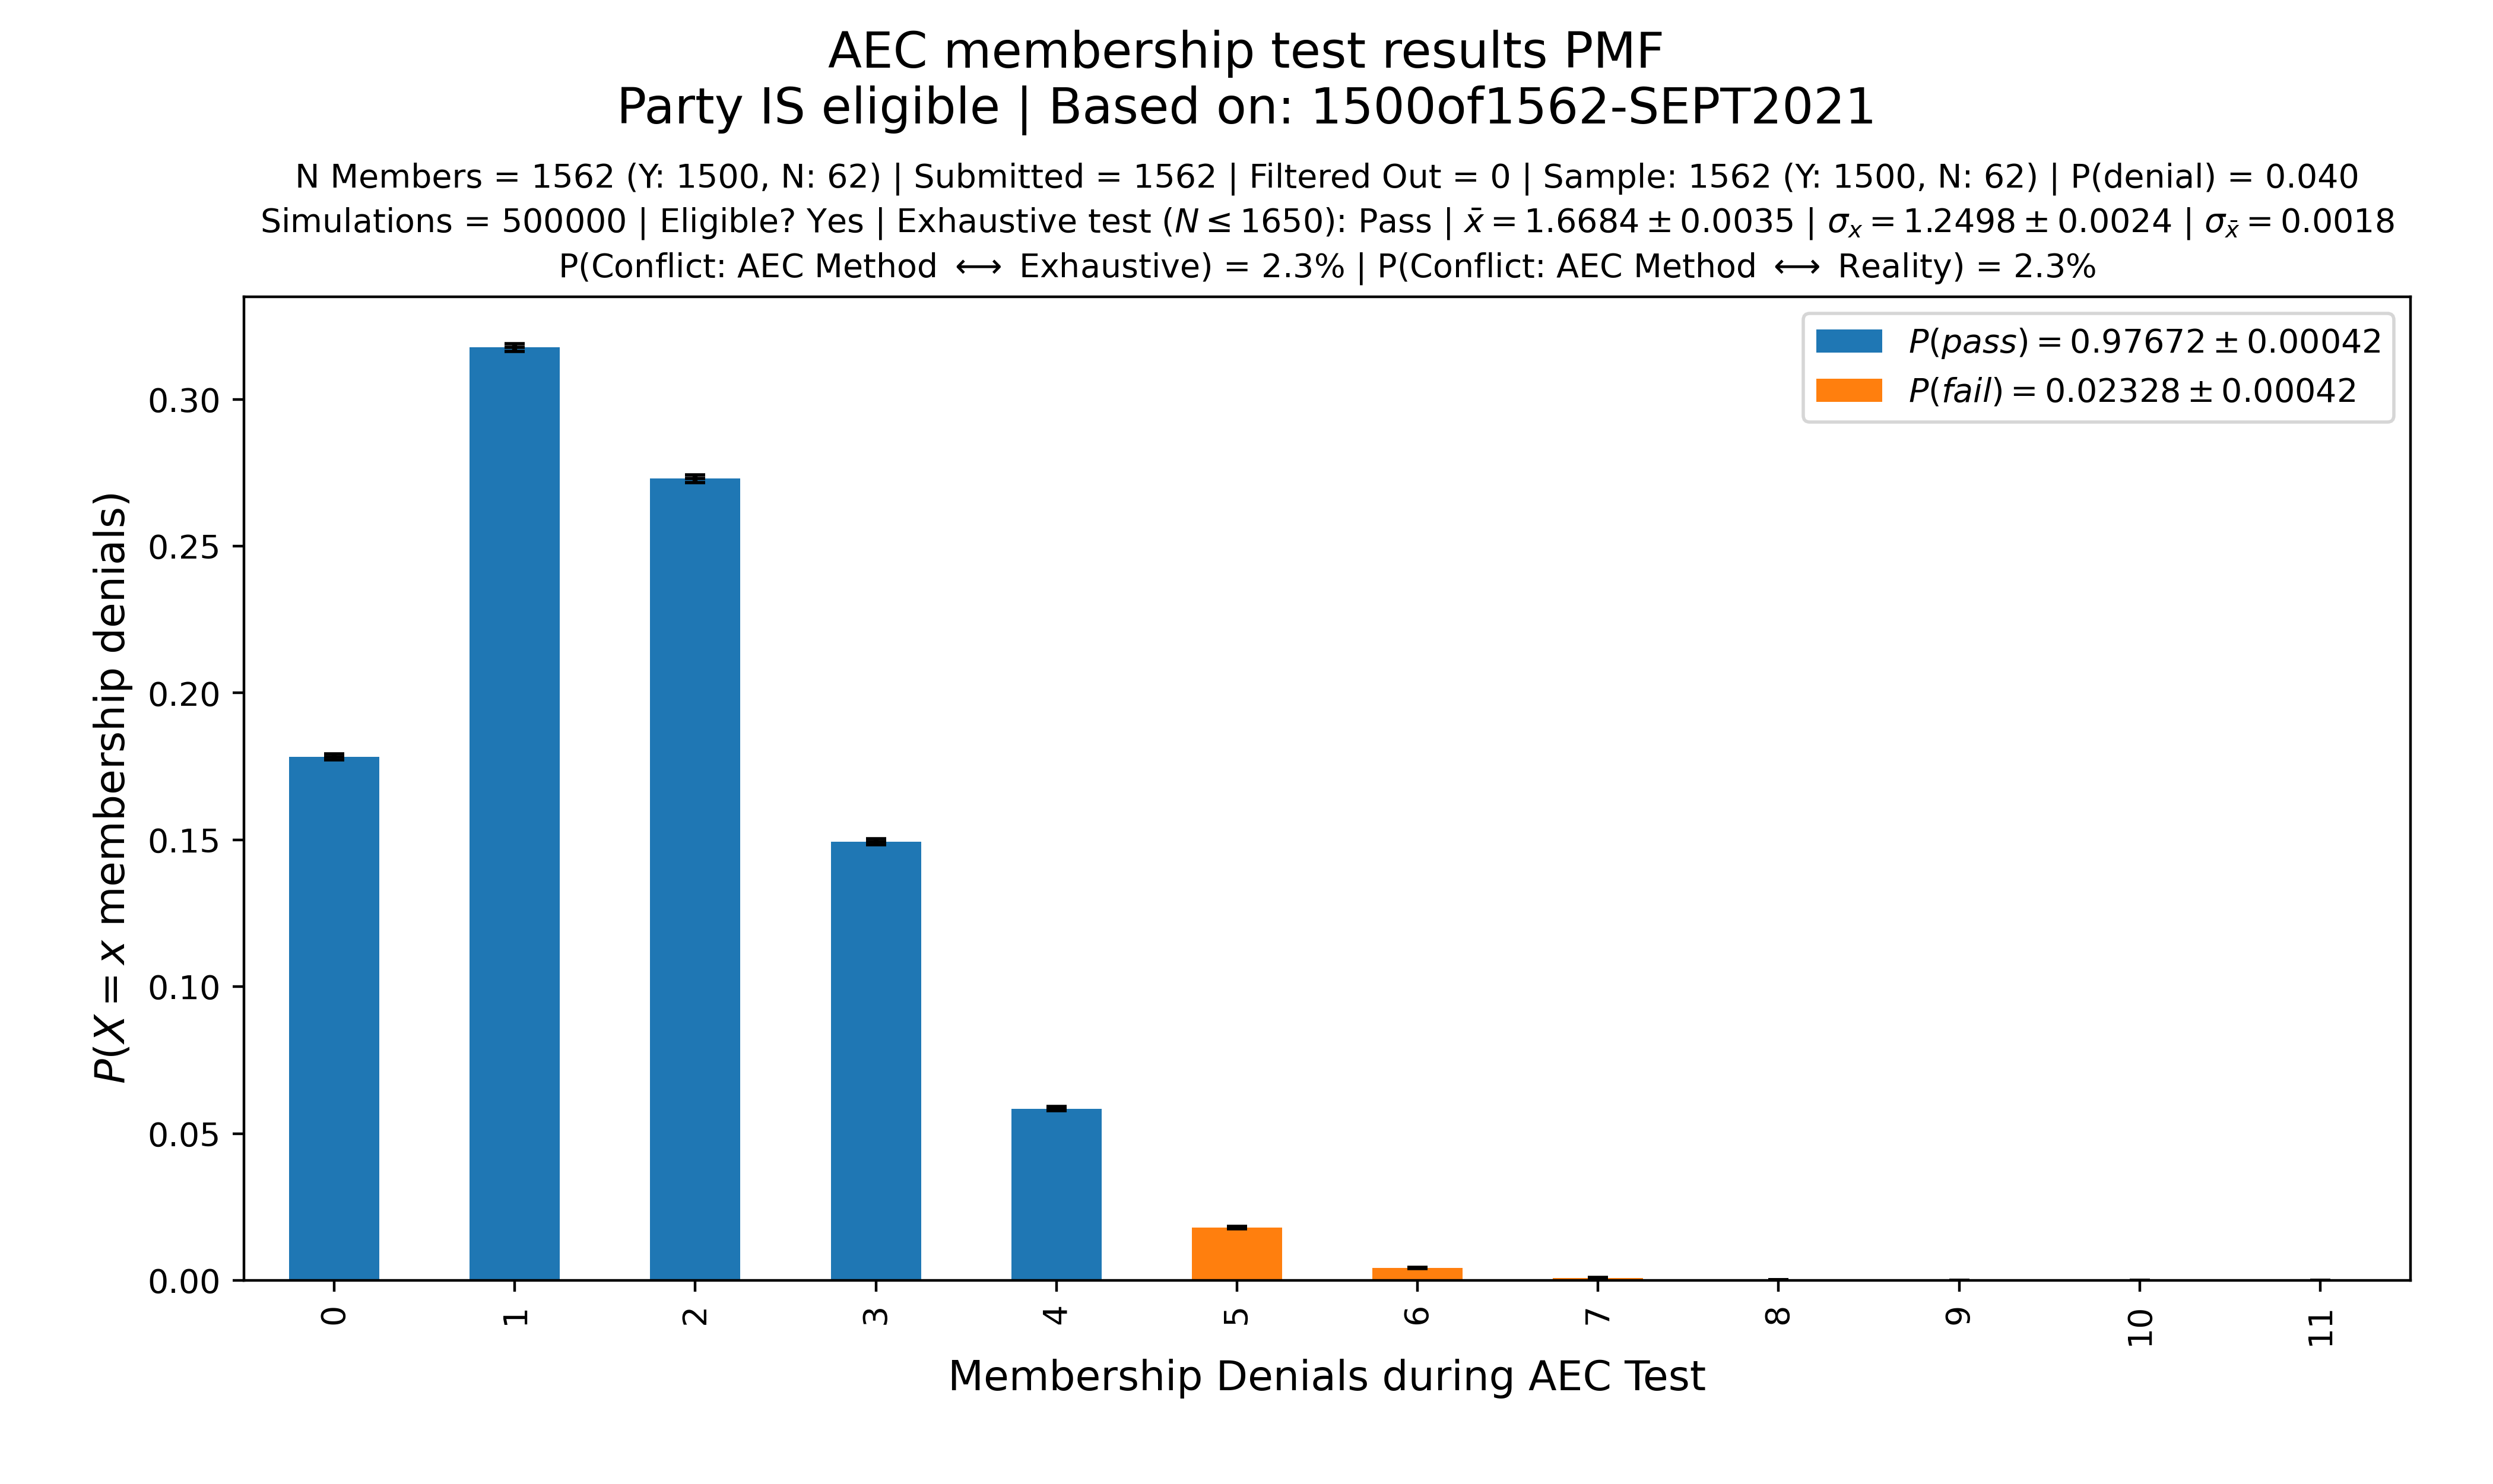 AEC membership test results PMF
Party IS eligible | Based on: 1500of1562-SEPT2021
N Members = 1562 (Y: 1500, N: 62) | Submitted = 1562 | Filtered Out = 0 | Sample: 1562 (Y: 1500, N: 62) | P(denial) = 0.040
Simulations = 500000 | Eligible? Yes | Exhaustive test (N ≤ 1650): Pass | x̄ = 1.6684 ± 0.0035 | σₓ = 1.2498 ± 0.0024 | σ_x̄ = 0.0018
P(Conflict: AEC Method ⟷ Exhaustive) = 2.3% | P(Conflict: AEC Method ⟷ Reality) = 2.3%
P(pass) = 0.97672 ± 0.00042
P(fail) = 0.02328 ± 0.00042
P(X = x membership denials)
0.30
0.25
0.20
0.15
0.10
0.05
0.00
0 1 2 3 4 5 6 7 8 9 10 11
Membership Denials during AEC Test